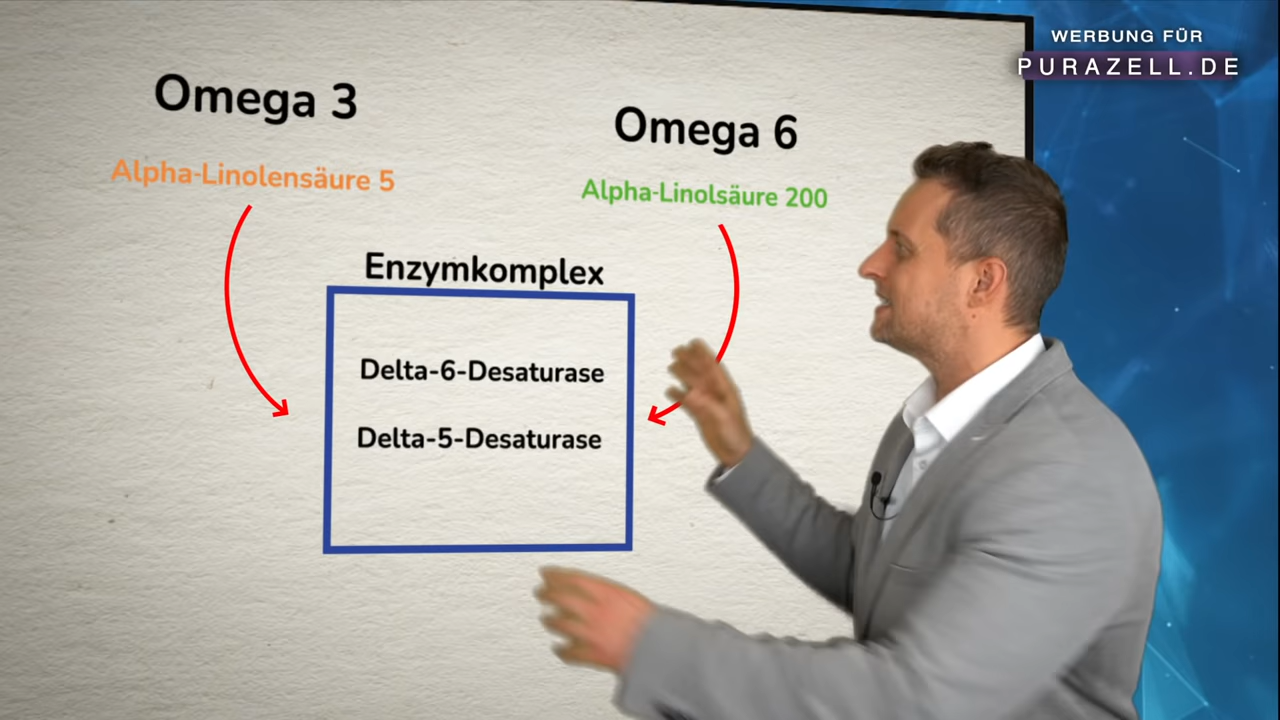 WERBUNG FÜR
PURAZELL.DE
Omega 3
Omega 6
Alpha-Linolensäure 5
Alpha-Linolsäure 200
Enzymkomplex
Delta-6-Desaturase
Delta-5-Desaturase